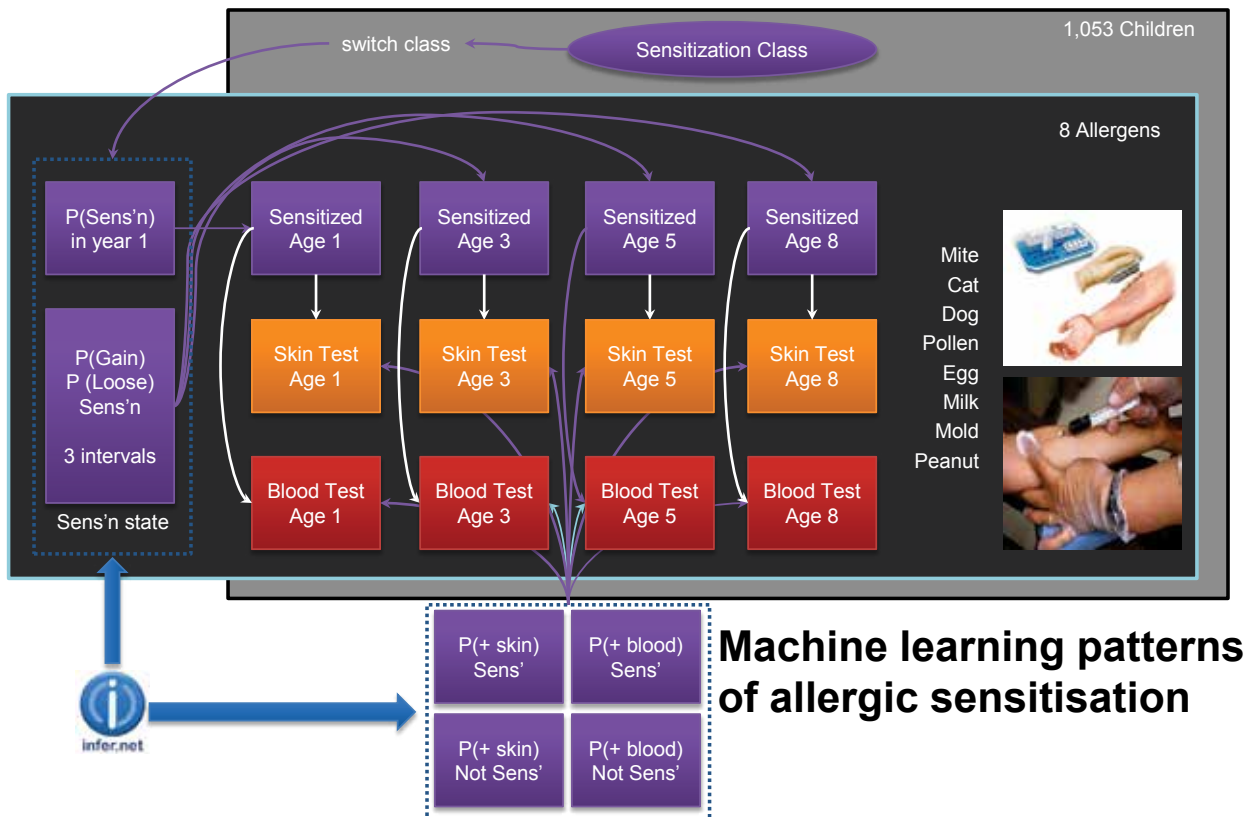 1,053 Children
switch class
Sensitization Class
8 Allergens
P(Sens’n)
in year 1
Sensitized
Age 1
Sensitized
Age 3
Sensitized
Age 5
Sensitized
Age 8
P(Gain)
P (Loose)
Sens’n
3 intervals
Sens’n state
Skin Test
Age 1
Skin Test
Age 3
Skin Test
Age 5
Skin Test
Age 8
Blood Test
Age 1
Blood Test
Age 3
Blood Test
Age 5
Blood Test
Age 8
Mite
Cat
Dog
Pollen
Egg
Milk
Mold
Peanut
infer.net
P(+ skin)
Sens’
P(+ blood)
Sens’
P(+ skin)
Not Sens’
P(+ blood)
Not Sens’
Machine learning patterns
of allergic sensitisation